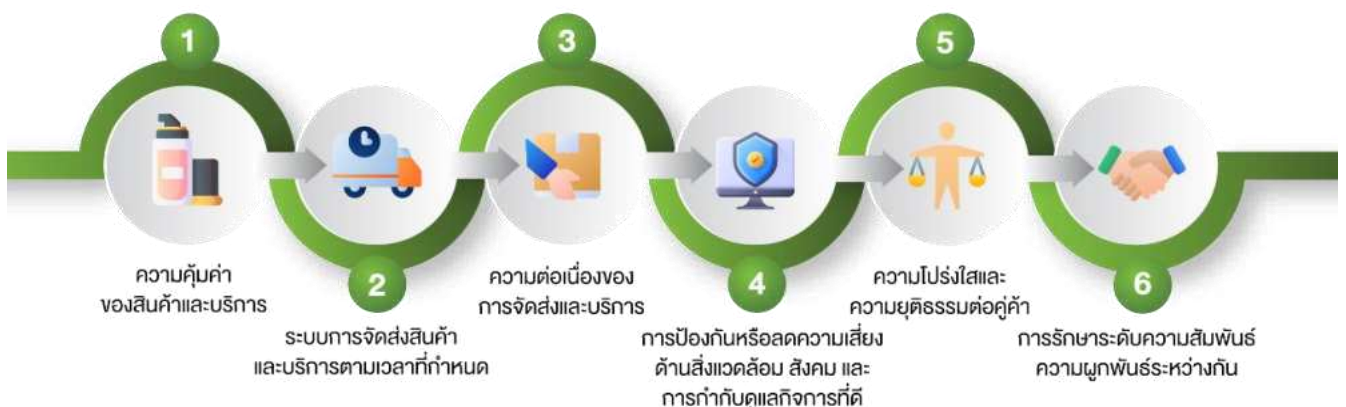 1
ความคุ้มค่า
ของสินค้าและบริการ
2
ระบบการจัดส่งสินค้า
และบริการตามเวลาที่กำหนด
3
ความต่อเนื่องของ
การจัดส่งและบริการ
4
การป้องกันหรือลดความเสี่ยง
ด้านสิ่งแวดล้อม สังคม และ
การกำกับดูแลกิจการที่ดี
5
ความโปร่งใสและ
ความยุติธรรมต่อคู่ค้า
6
การรักษาระดับความสัมพันธ์
ความผูกพันธ์ระหว่างกัน